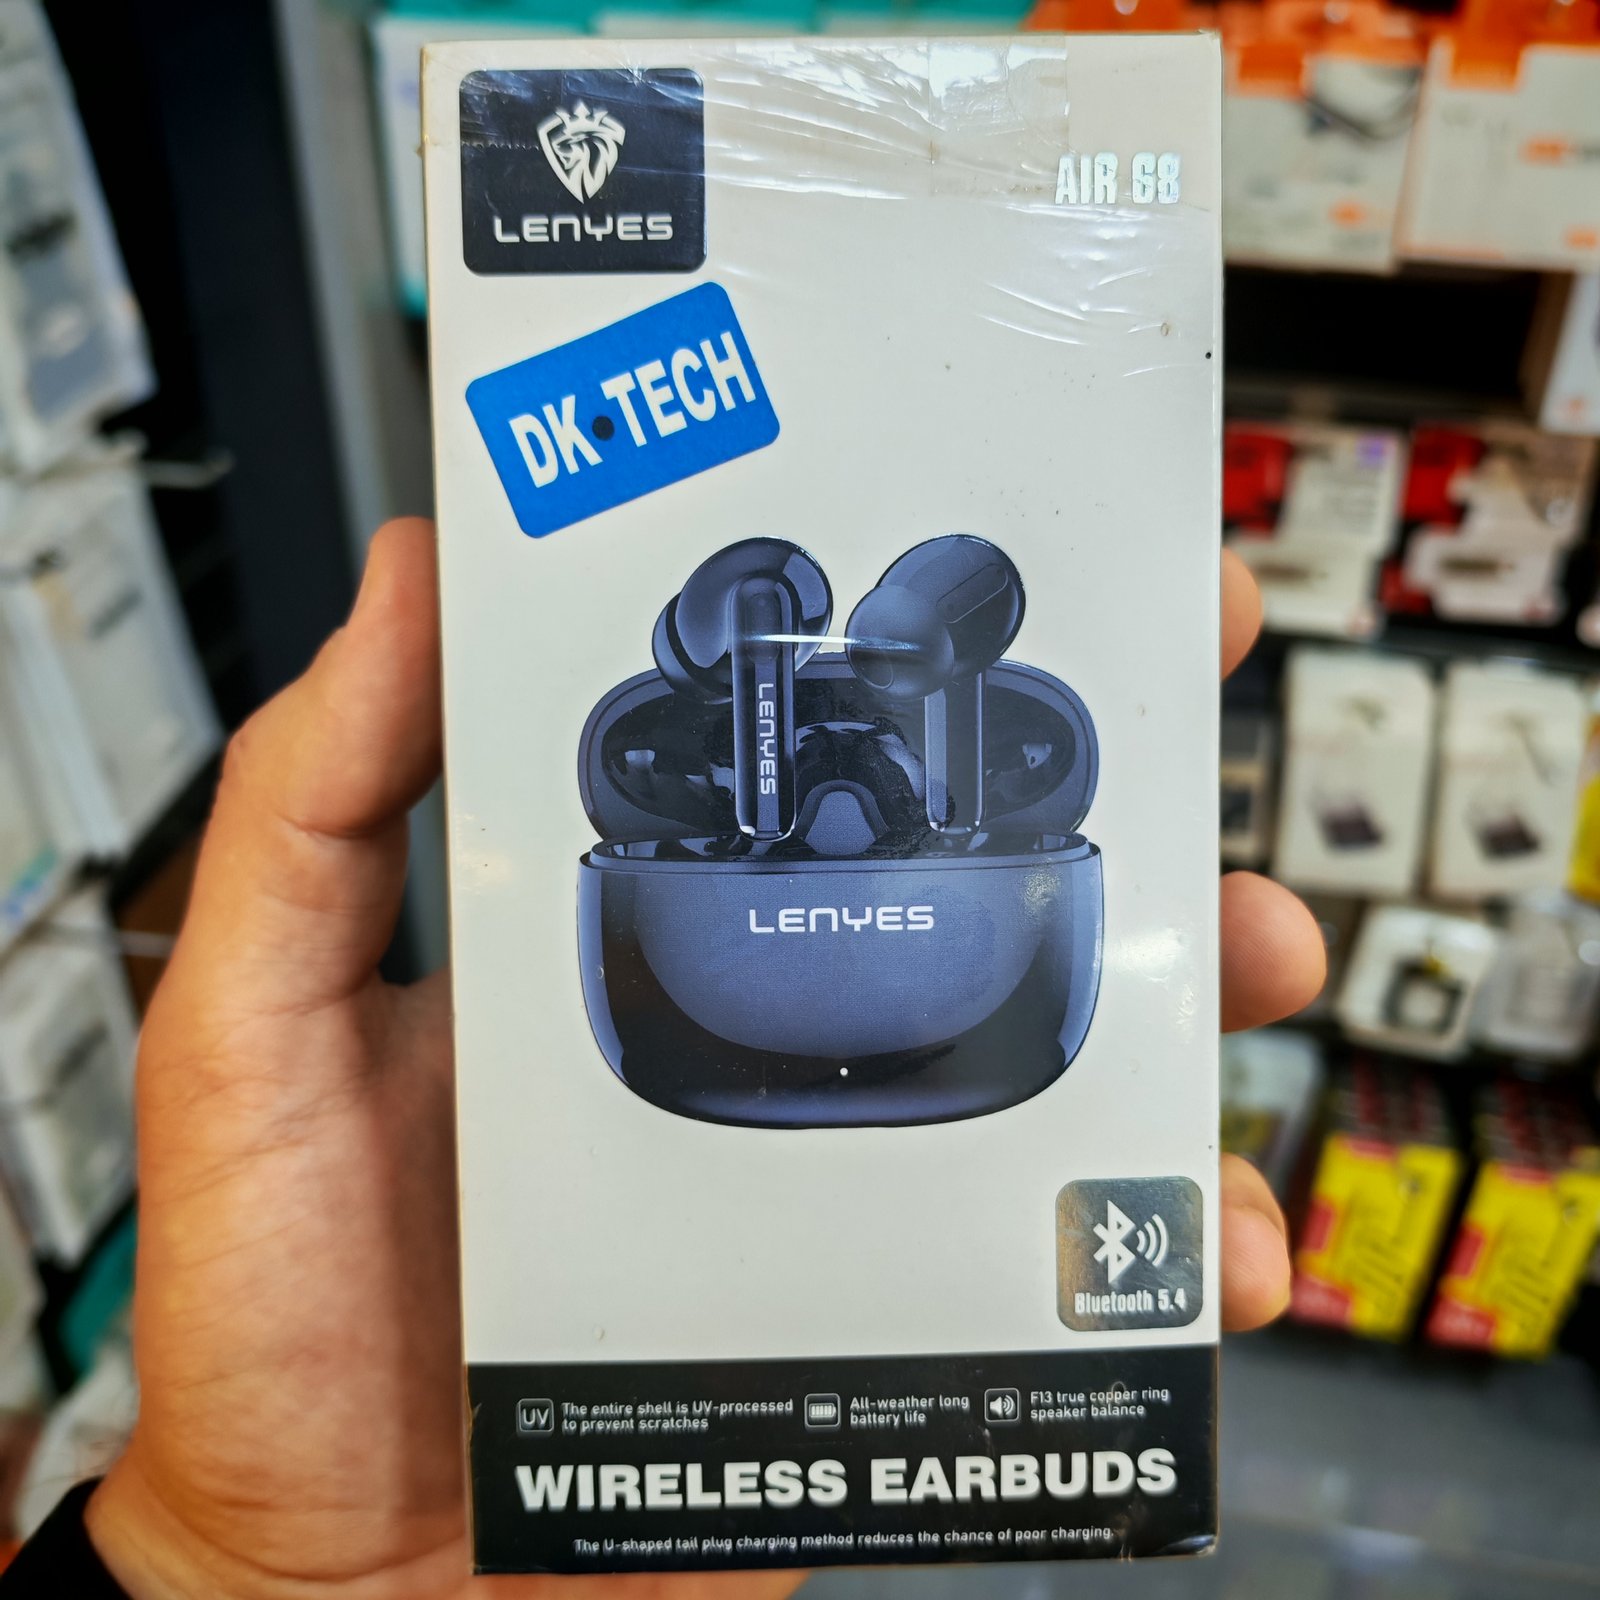 LENYES
AIR 68
DK·TECH
LENYES
LENYES
Bluetooth 5.4
UV
The entire shell is UV-processed
to prevent scratches
All-weather long
battery life
F13 true copper ring
speaker balance
WIRELESS EARBUDS
The U-shaped tail plug charging method reduces the chance of poor charging.